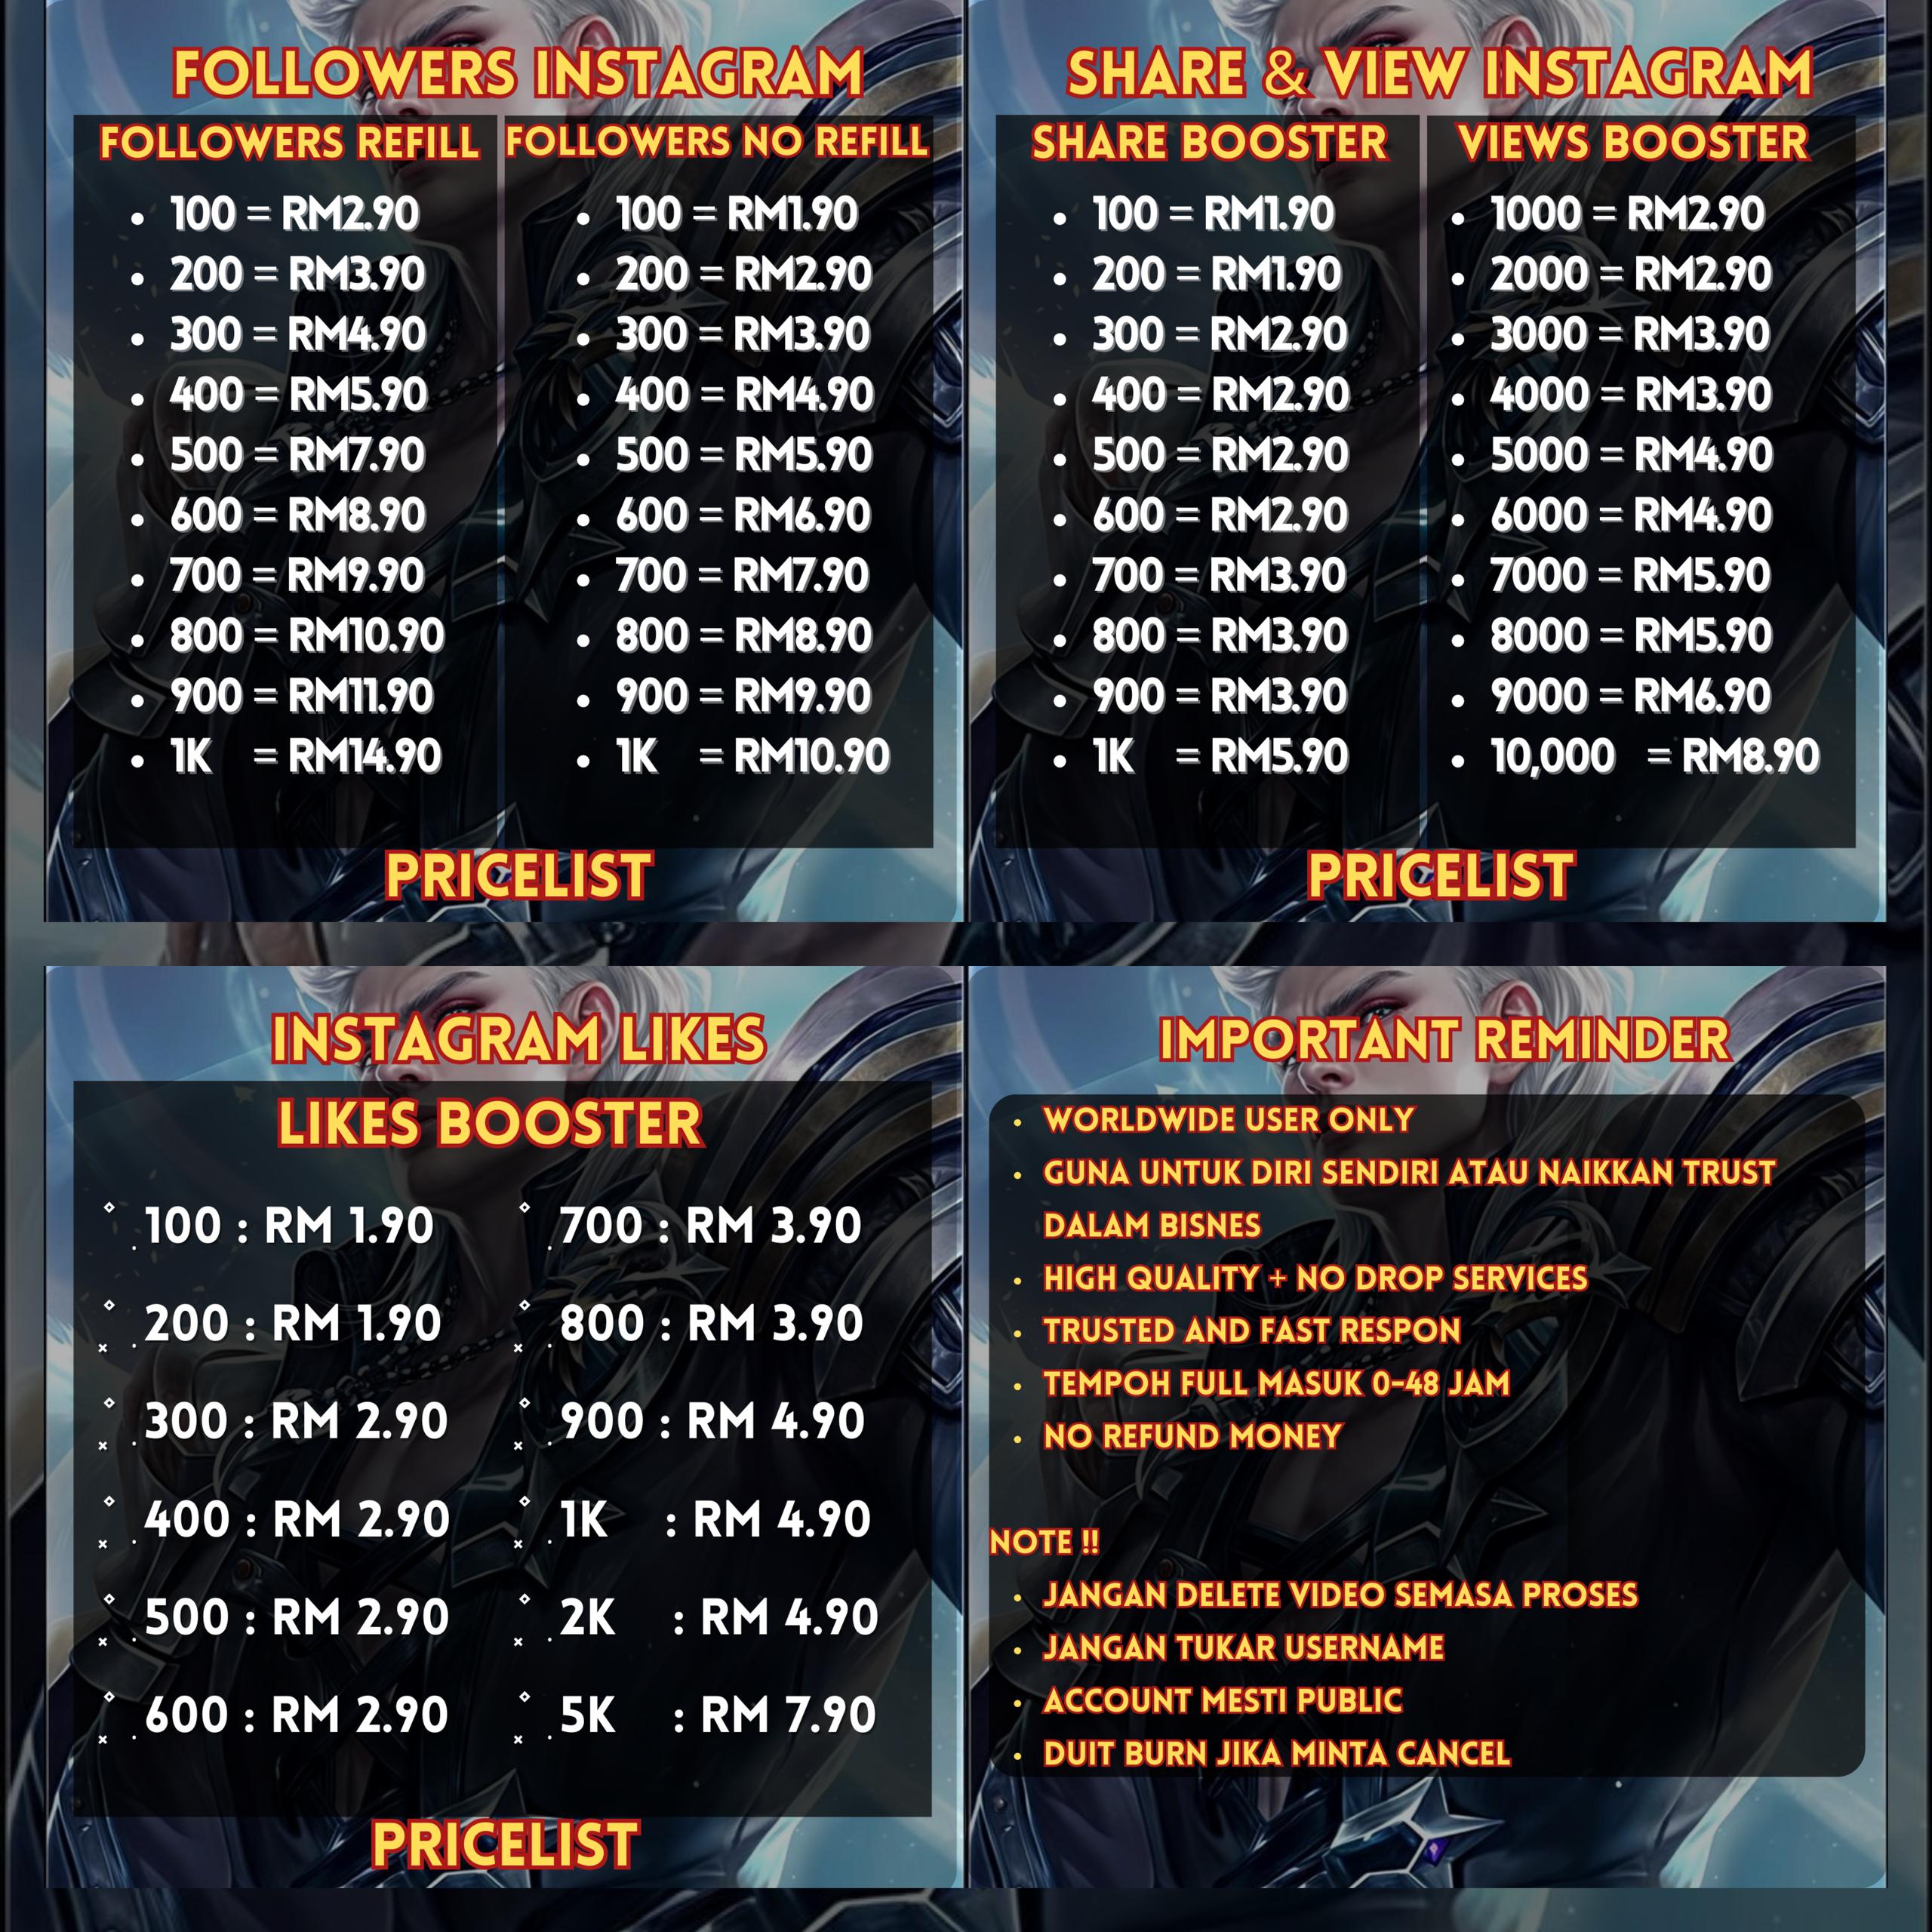 FOLLOWERS INSTAGRAM
FOLLOWERS REFILL
• 100 = RM2.90
• 200 = RM3.90
• 300 = RM4.90
• 400 = RM5.90
• 500 = RM7.90
• 600 = RM8.90
• 700 = RM9.90
• 800 = RM10.90
• 900 = RM11.90
• 1K = RM14.90
FOLLOWERS NO REFILL
• 100 = RM1.90
• 200 = RM2.90
• 300 = RM3.90
• 400 = RM4.90
• 500 = RM5.90
• 600 = RM6.90
• 700 = RM7.90
• 800 = RM8.90
• 900 = RM9.90
• 1K = RM10.90
PRICELIST
SHARE & VIEW INSTAGRAM
SHARE BOOSTER
• 100 = RM1.90
• 200 = RM1.90
• 300 = RM2.90
• 400 = RM2.90
• 500 = RM2.90
• 600 = RM2.90
• 700 = RM3.90
• 800 = RM3.90
• 900 = RM3.90
• 1K = RM5.90
VIEWS BOOSTER
• 1000 = RM2.90
• 2000 = RM2.90
• 3000 = RM3.90
• 4000 = RM3.90
• 5000 = RM4.90
• 6000 = RM4.90
• 7000 = RM5.90
• 8000 = RM5.90
• 9000 = RM6.90
• 10,000 = RM8.90
PRICELIST
INSTAGRAM LIKES
LIKES BOOSTER
100 : RM 1.90
200 : RM 1.90
300 : RM 2.90
400 : RM 2.90
500 : RM 2.90
600 : RM 2.90
700 : RM 3.90
800 : RM 3.90
900 : RM 4.90
1K : RM 4.90
2K : RM 4.90
5K : RM 7.90
PRICELIST
IMPORTANT REMINDER
• WORLDWIDE USER ONLY
• GUNA UNTUK DIRI SENDIRI ATAU NAIKKAN TRUST
DALAM BISNES
• HIGH QUALITY + NO DROP SERVICES
• TRUSTED AND FAST RESPON
• TEMPOH FULL MASUK 0-48 JAM
• NO REFUND MONEY
NOTE !!
• JANGAN DELETE VIDEO SEMASA PROSES
• JANGAN TUKAR USERNAME
• ACCOUNT MESTI PUBLIC
• DUIT BURN JIKA MINTA CANCEL